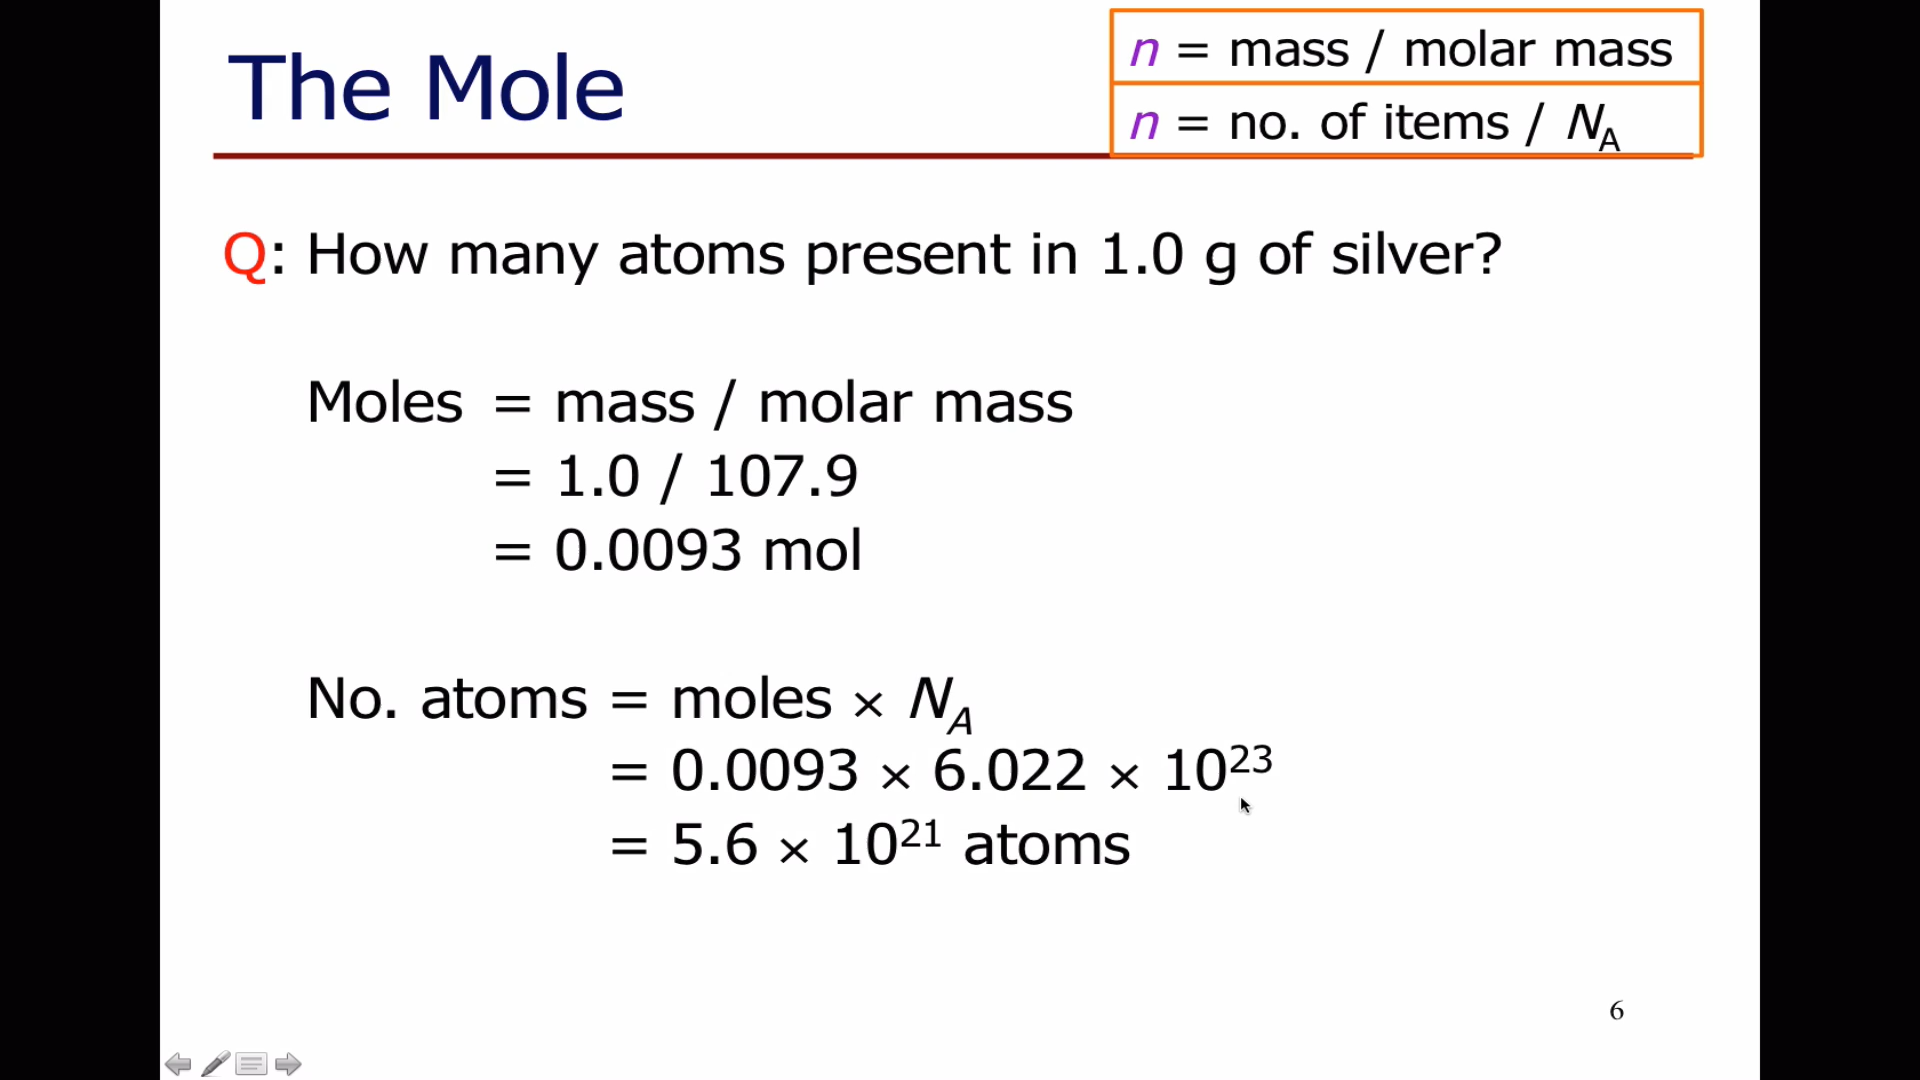 The Mole
n = mass / molar mass
n = no. of items / N_A
Q: How many atoms present in 1.0 g of silver?
Moles = mass / molar mass
= 1.0 / 107.9
= 0.0093 mol
No. atoms = moles × N_A
= 0.0093 × 6.022 × 10²³
= 5.6 × 10²¹ atoms
6